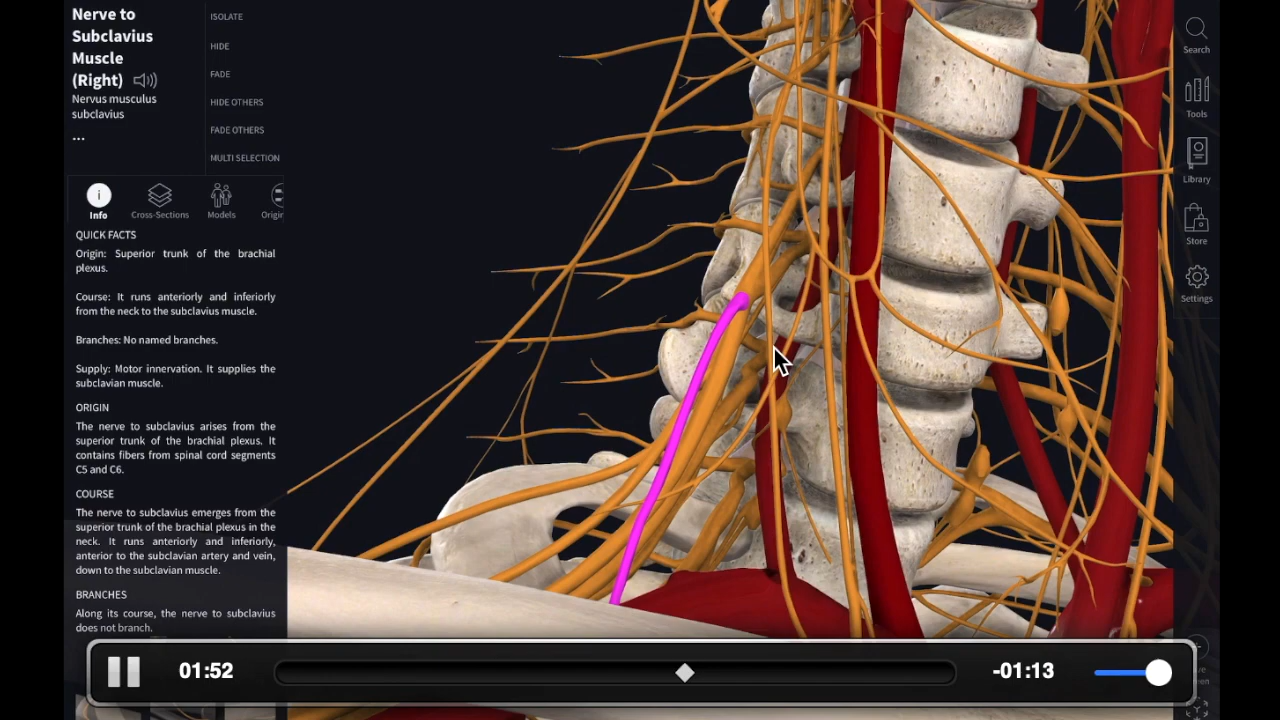 Nerve to
Subclavius
Muscle
(Right)
Nervus musculus
subclavius
...
ISOLATE
HIDE
FADE
HIDE OTHERS
FADE OTHERS
MULTI SELECTION
Info
Cross-Sections
Models
Origin
QUICK FACTS
Origin: Superior trunk of the brachial
plexus.
Course: It runs anteriorly and inferiorly
from the neck to the subclavius muscle.
Branches: No named branches.
Supply: Motor innervation. It supplies the
subclavian muscle.
ORIGIN
The nerve to subclavius arises from the
superior trunk of the brachial plexus. It
contains fibers from spinal cord segments
C5 and C6.
COURSE
The nerve to subclavius emerges from the
superior trunk of the brachial plexus in the
neck. It runs anteriorly and inferiorly,
anterior to the subclavian artery and vein,
down to the subclavian muscle.
BRANCHES
Along its course, the nerve to subclavius
does not branch.
Search
Tools
Library
Store
Settings
01:52
-01:13